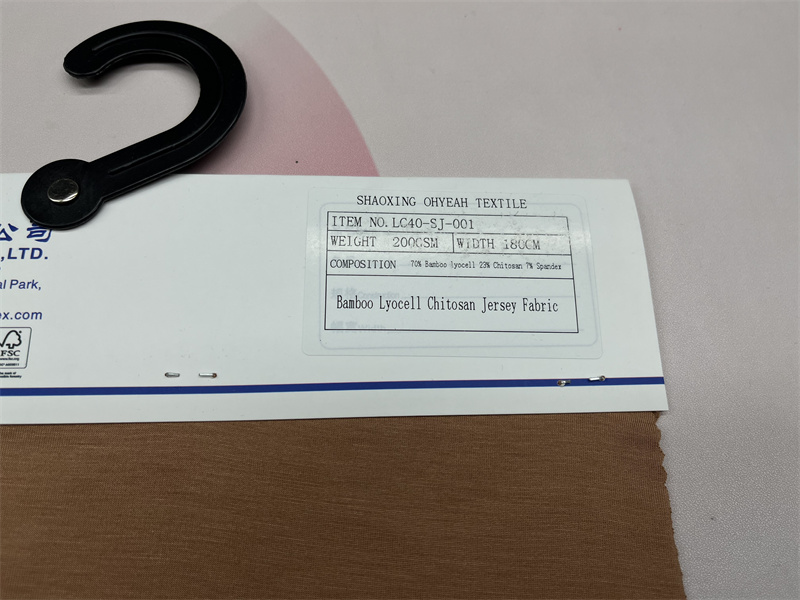 公司
,LTD.
al Park,
ex.com
FSC
SHAOXING OHYEAH TEXTILE
ITEM NO. LC40-SJ-001
WEIGHT 200GSM WIDTH 180CM
COMPOSITION 70% Bamboo lyocell 23% Chitosan 7% Spandex
Bamboo Lyocell Chitosan Jersey Fabric